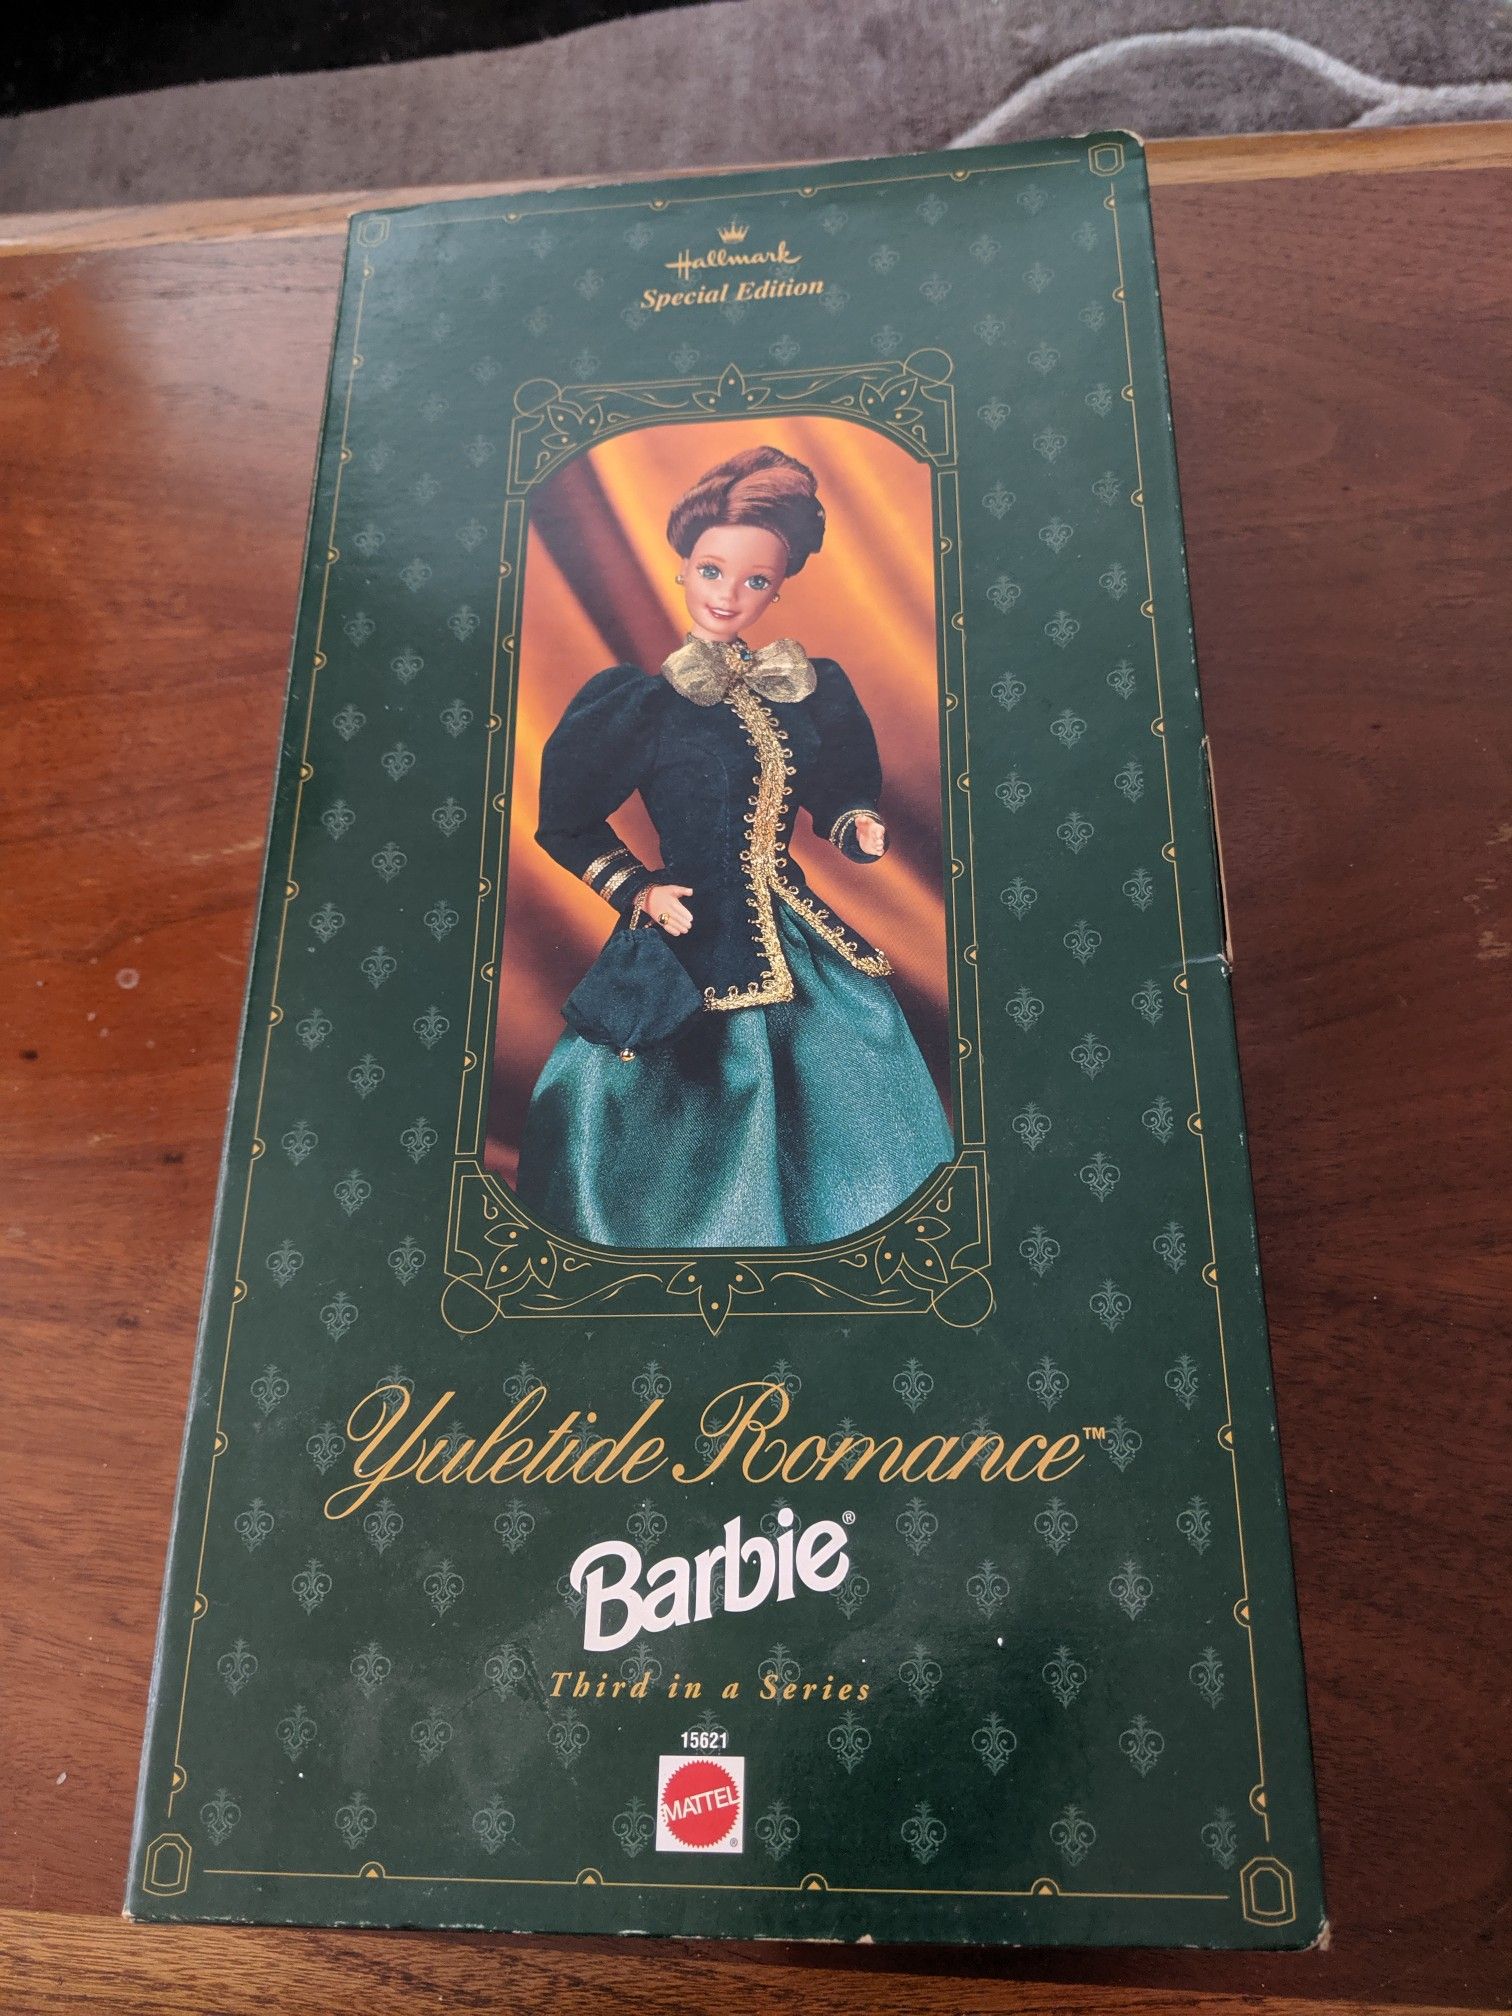 Hallmark
Special Edition
Yuletide Romance™
Barbie®
Third in a Series
15621
MATTEL
®